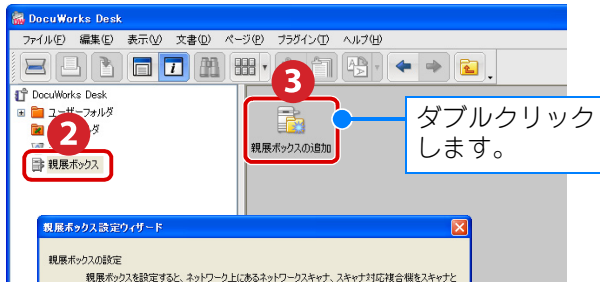 DocuWorks Desk
ファイル(F) 編集(E) 表示(V) 文書(D) ページ(P) プラグイン(T) ヘルプ(H)
DocuWorks Desk
ユーザーフォルダ
2
親展ボックス
3
親展ボックスの追加
ダブルクリック
します。
親展ボックス設定ウィザード
親展ボックスの設定
親展ボックスを設定すると、ネットワーク上にあるネットワークスキャナ、スキャナ対応複合機をスキャナと